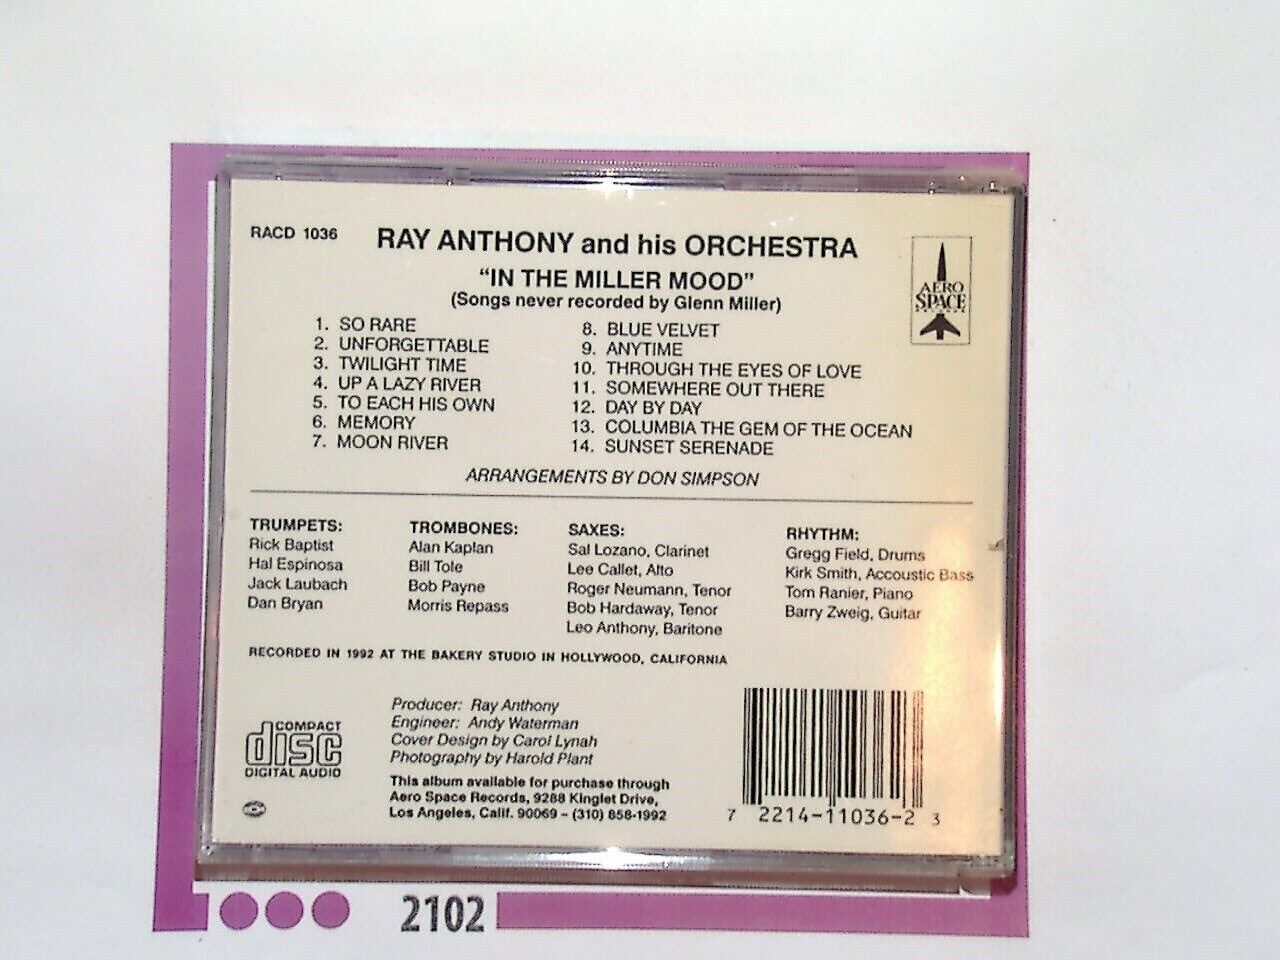 RACD 1036
RAY ANTHONY and his ORCHESTRA
"IN THE MILLER MOOD"
(Songs never recorded by Glenn Miller)
AERO
SPACE
RECORDS
1. SO RARE
2. UNFORGETTABLE
3. TWILIGHT TIME
4. UP A LAZY RIVER
5. TO EACH HIS OWN
6. MEMORY
7. MOON RIVER
8. BLUE VELVET
9. ANYTIME
10. THROUGH THE EYES OF LOVE
11. SOMEWHERE OUT THERE
12. DAY BY DAY
13. COLUMBIA THE GEM OF THE OCEAN
14. SUNSET SERENADE
ARRANGEMENTS BY DON SIMPSON
TRUMPETS:
Rick Baptist
Hal Espinosa
Jack Laubach
Dan Bryan
TROMBONES:
Alan Kaplan
Bill Tole
Bob Payne
Morris Repass
SAXES:
Sal Lozano, Clarinet
Lee Callet, Alto
Roger Neumann, Tenor
Bob Hardaway, Tenor
Leo Anthony, Baritone
RHYTHM:
Gregg Field, Drums
Kirk Smith, Accoustic Bass
Tom Ranier, Piano
Barry Zweig, Guitar
RECORDED IN 1992 AT THE BAKERY STUDIO IN HOLLYWOOD, CALIFORNIA
COMPACT
disc
DIGITAL AUDIO
Producer: Ray Anthony
Engineer: Andy Waterman
Cover Design by Carol Lynah
Photography by Harold Plant
This album available for purchase through
Aero Space Records, 9288 Kinglet Drive,
Los Angeles, Calif. 90069 – (310) 858-1992
7 2214-11036-2 3
2102